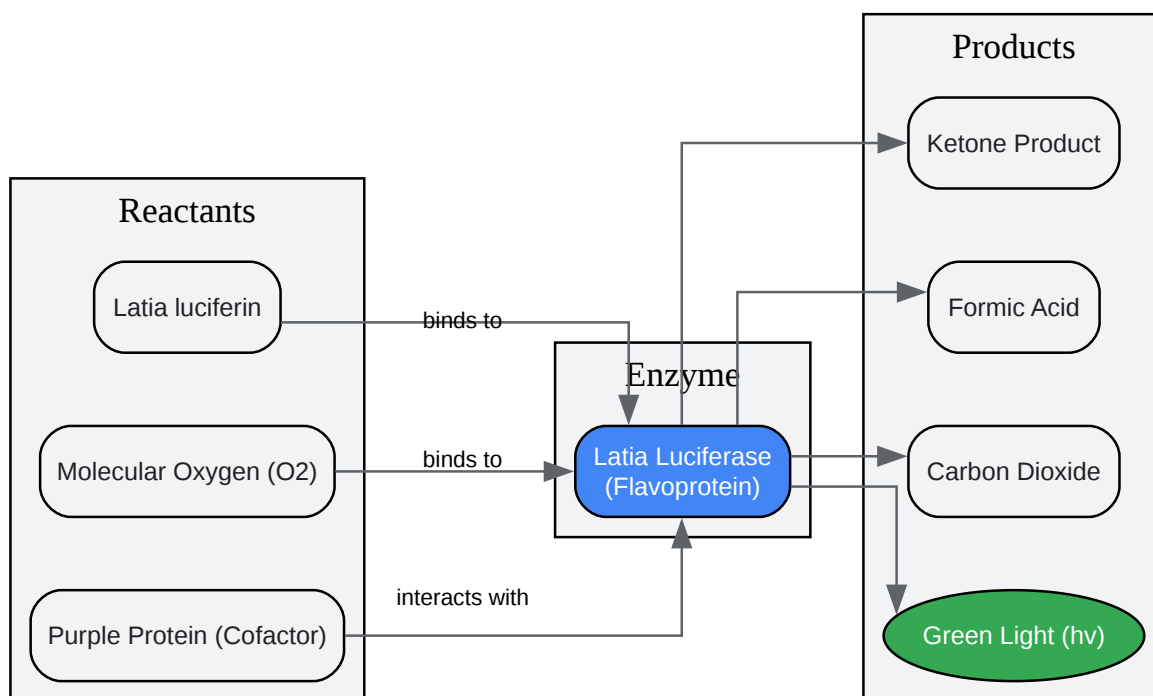 Products
Ketone Product
Reactants
Latia luciferin
Formic Acid
binds to
Enzyme
Molecular Oxygen (O2)
binds to
Latia Luciferase
(Flavoprotein)
Carbon Dioxide
interacts with
Purple Protein (Cofactor)
Green Light (hv)